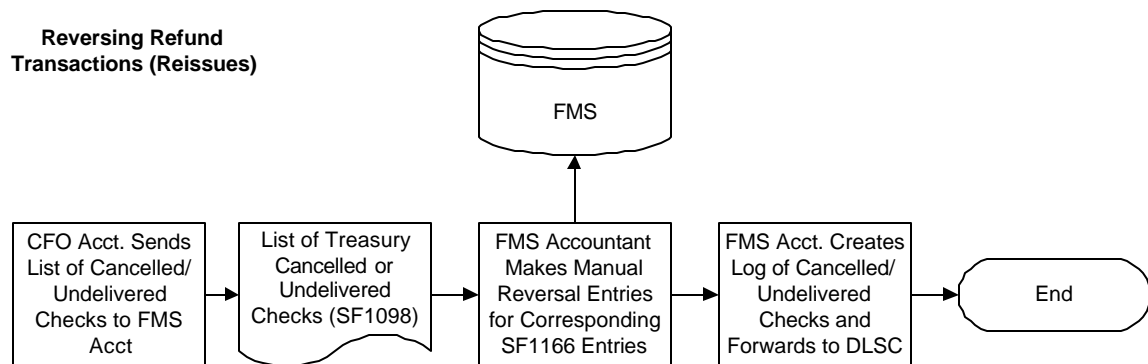 Reversing Refund
Transactions (Reissues)
FMS
CFO Acct. Sends
List of Cancelled/
Undelivered
Checks to FMS
Acct
List of Treasury
Cancelled or
Undelivered
Checks (SF1098)
FMS Accountant
Makes Manual
Reversal Entries
for Corresponding
SF1166 Entries
FMS Acct. Creates
Log of Cancelled/
Undelivered
Checks and
Forwards to DLSC
End